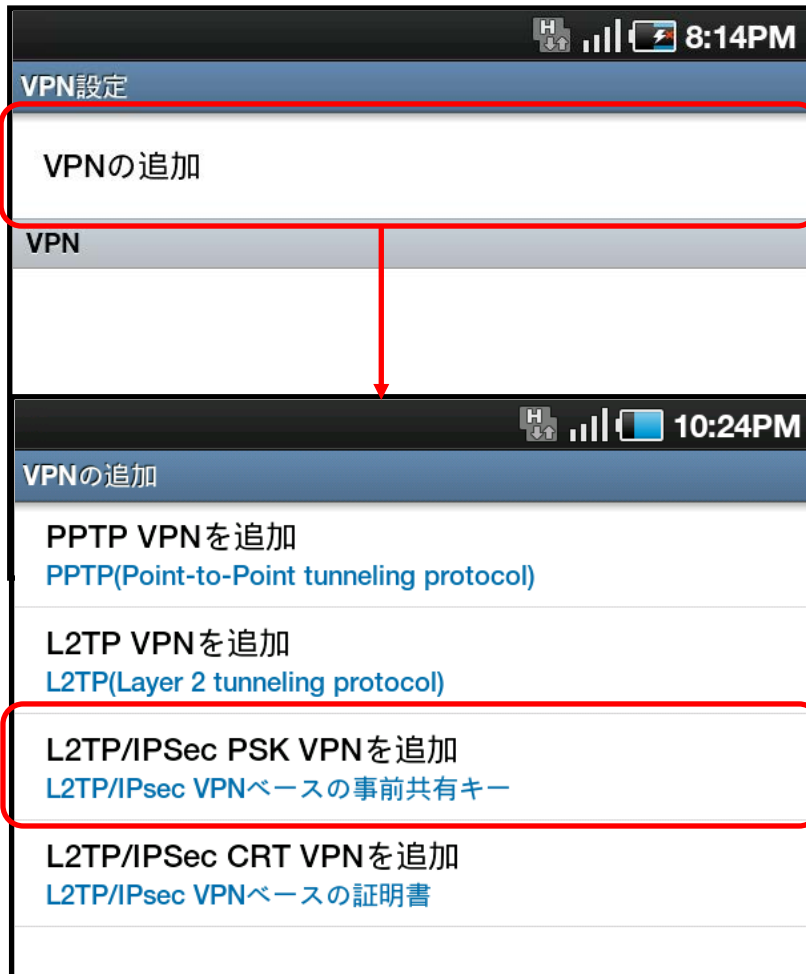 H 8:14PM
VPN設定
VPNの追加
VPN
H 10:24PM
VPNの追加
PPTP VPNを追加
PPTP(Point-to-Point tunneling protocol)
L2TP VPNを追加
L2TP(Layer 2 tunneling protocol)
L2TP/IPSec PSK VPNを追加
L2TP/IPsec VPNベースの事前共有キー
L2TP/IPSec CRT VPNを追加
L2TP/IPsec VPNベースの証明書